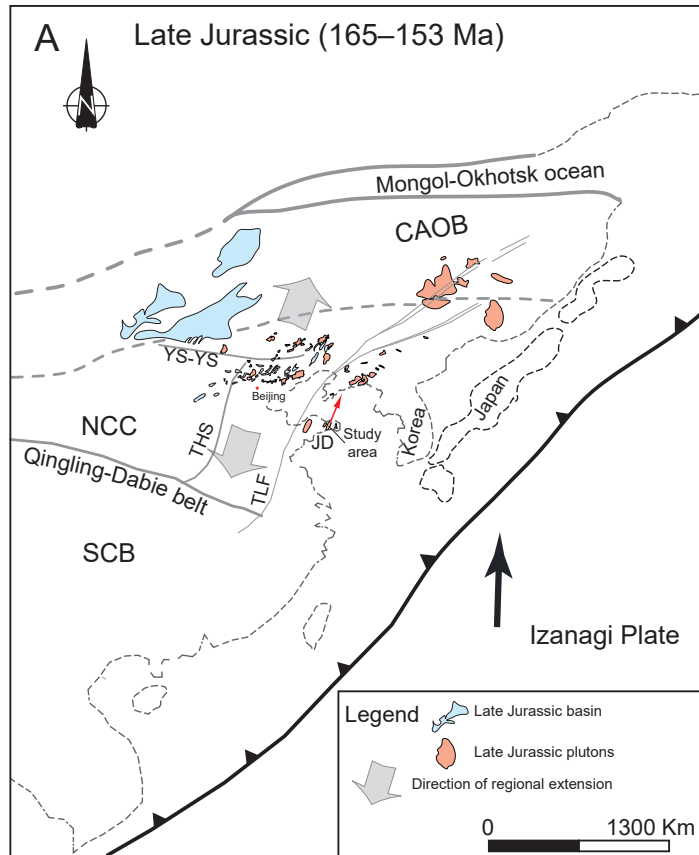 A
Late Jurassic (165–153 Ma)
N
Mongol-Okhotsk ocean
CAOB
YS-YS
Beijing
NCC
THS
JD
Study
area
Korea
Japan
Qingling-Dabie belt
TLF
SCB
Izanagi Plate
Legend
Late Jurassic basin
Late Jurassic plutons
Direction of regional extension
0
1300 Km